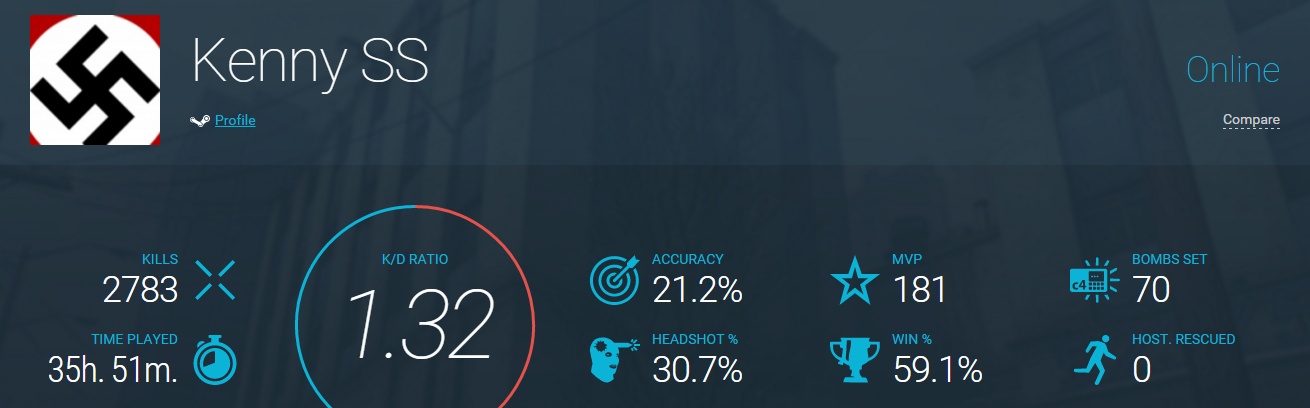 Kenny SS
Online
Profile
Compare
KILLS
2783
K/D RATIO
1.32
ACCURACY
21.2%
MVP
181
BOMBS SET
70
TIME PLAYED
35h. 51m.
HEADSHOT %
30.7%
WIN %
59.1%
HOST. RESCUED
0
c4